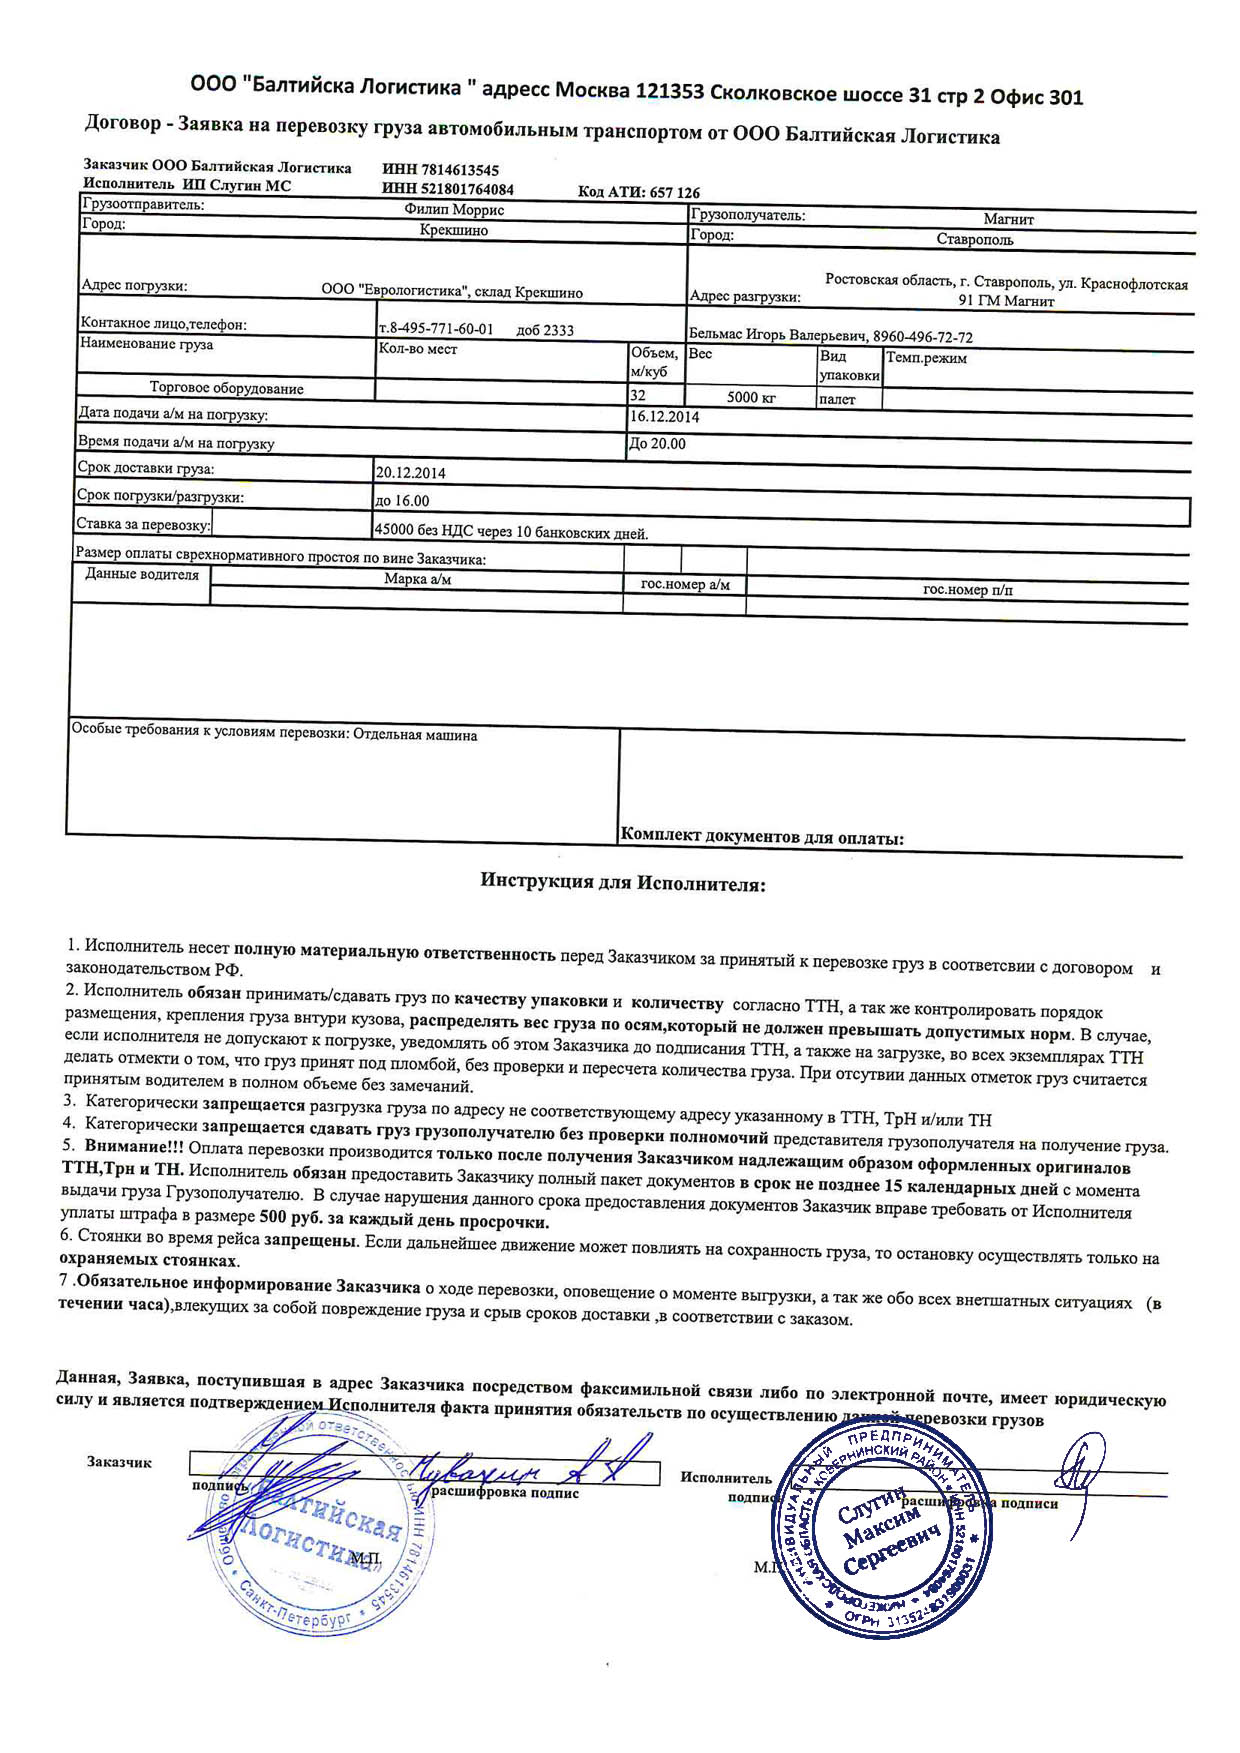 ООО "Балтийска Логистика " адресс Москва 121353 Сколковское шоссе 31 стр 2 Офис 301
Договор - Заявка на перевозку груза автомобильным транспортом от ООО Балтийская Логистика
Заказчик ООО Балтийская Логистика ИНН 7814613545
Исполнитель ИП Слугин МС ИНН 521801764084 Код АТИ: 657 126
Грузоотправитель: Филип Моррис Грузополучатель: Магнит
Город: Крекшино Город: Ставрополь
Адрес погрузки: ООО "Еврологистика", склад Крекшино Адрес разгрузки: Ростовская область, г. Ставрополь, ул. Краснофлотская
91 ГМ Магнит
Контакное лицо,телефон: т.8-495-771-60-01 доб 2333 Бельмас Игорь Валерьевич, 8960-496-72-72
Наименование груза Кол-во мест Объем, Вес Вид Темп.режим
м/куб упаковки
Торговое оборудование 32 5000 кг палет
Дата подачи а/м на погрузку: 16.12.2014
Время подачи а/м на погрузку До 20.00
Срок доставки груза: 20.12.2014
Срок погрузки/разгрузки: до 16.00
Ставка за перевозку: 45000 без НДС через 10 банковских дней.
Размер оплаты сврехнормативного простоя по вине Заказчика:
Данные водителя Марка а/м гос.номер а/м гос.номер п/п
Особые требования к условиям перевозки: Отдельная машина
Комплект документов для оплаты:
Инструкция для Исполнителя:
1. Исполнитель несет полную материальную ответственность перед Заказчиком за принятый к перевозке груз в соответсвии с договором и
законодательством РФ.
2. Исполнитель обязан принимать/сдавать груз по качеству упаковки и количеству согласно ТТН, а так же контролировать порядок
размещения, крепления груза внтури кузова, распределять вес груза по осям,который не должен превышать допустимых норм. В случае,
если исполнителя не допускают к погрузке, уведомлять об этом Заказчика до подписания ТТН, а также на загрузке, во всех экземплярах ТТН
делать отмекти о том, что груз принят под пломбой, без проверки и пересчета количества груза. При отсутвии данных отметок груз считается
принятым водителем в полном объеме без замечаний.
3. Категорически запрещается разгрузка груза по адресу не соответствующему адресу указанному в ТТН, ТрН и/или ТН
4. Категорически запрещается сдавать груз грузополучателю без проверки полномочий представителя грузополучателя на получение груза.
5. Внимание!!! Оплата перевозки производится только после получения Заказчиком надлежащим образом оформленных оригиналов
ТТН,Трн и ТН. Исполнитель обязан предоставить Заказчику полный пакет документов в срок не позднее 15 календарных дней с момента
выдачи груза Грузополучателю. В случае нарушения данного срока предоставления документов Заказчик вправе требовать от Исполнителя
уплаты штрафа в размере 500 руб. за каждый день просрочки.
6. Стоянки во время рейса запрещены. Если дальнейшее движение может повлиять на сохранность груза, то остановку осуществлять только на
охраняемых стоянках.
7 .Обязательное информирование Заказчика о ходе перевозки, оповещение о моменте выгрузки, а так же обо всех внетшатных ситуациях (в
течении часа),влекущих за собой повреждение груза и срыв сроков доставки ,в соответствии с заказом.
Данная, Заявка, поступившая в адрес Заказчика посредством факсимильной связи либо по электронной почте, имеет юридическую
силу и является подтверждением Исполнителя факта принятия обязательств по осуществлению данной перевозки грузов
Заказчик Чувахин А А Исполнитель
подпись расшифровка подпис подпись расшифровка подписи
М.П. М.П
Балтийская
Логистика»
ответственностью ИНН 7814613545
Санкт-Петербург
ИНДИВИДУАЛЬНЫЙ ПРЕДПРИНИМАТЕЛЬ
НИЖЕГОРОДСКАЯ ОБЛАСТЬ * КОВЕРНИНСКИЙ РАЙОН * ИНН 521801764084
Слугин
Максим
Сергеевич